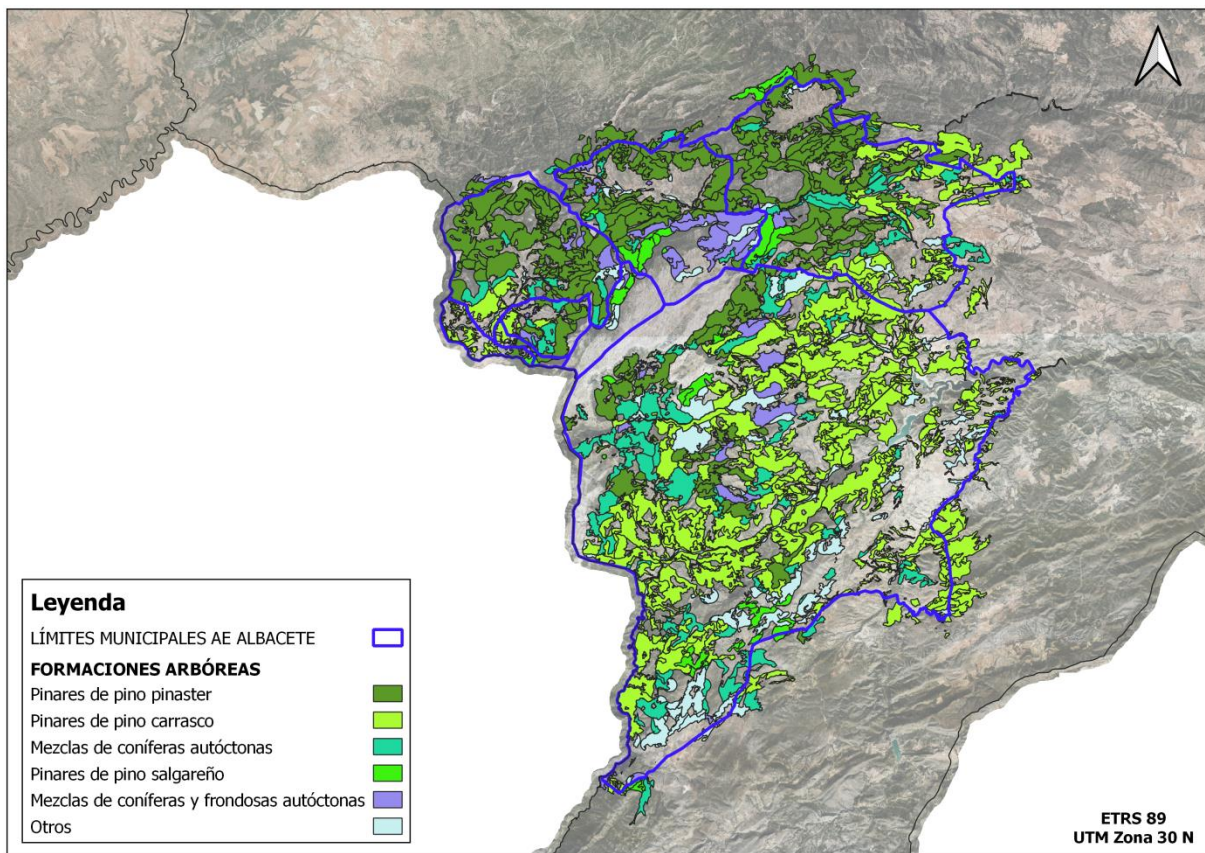 Leyenda
LÍMITES MUNICIPALES AE ALBACETE
FORMACIONES ARBÓREAS
Pinares de pino pinaster
Pinares de pino carrasco
Mezclas de coníferas autóctonas
Pinares de pino salgareño
Mezclas de coníferas y frondosas autóctonas
Otros
ETRS 89
UTM Zona 30 N